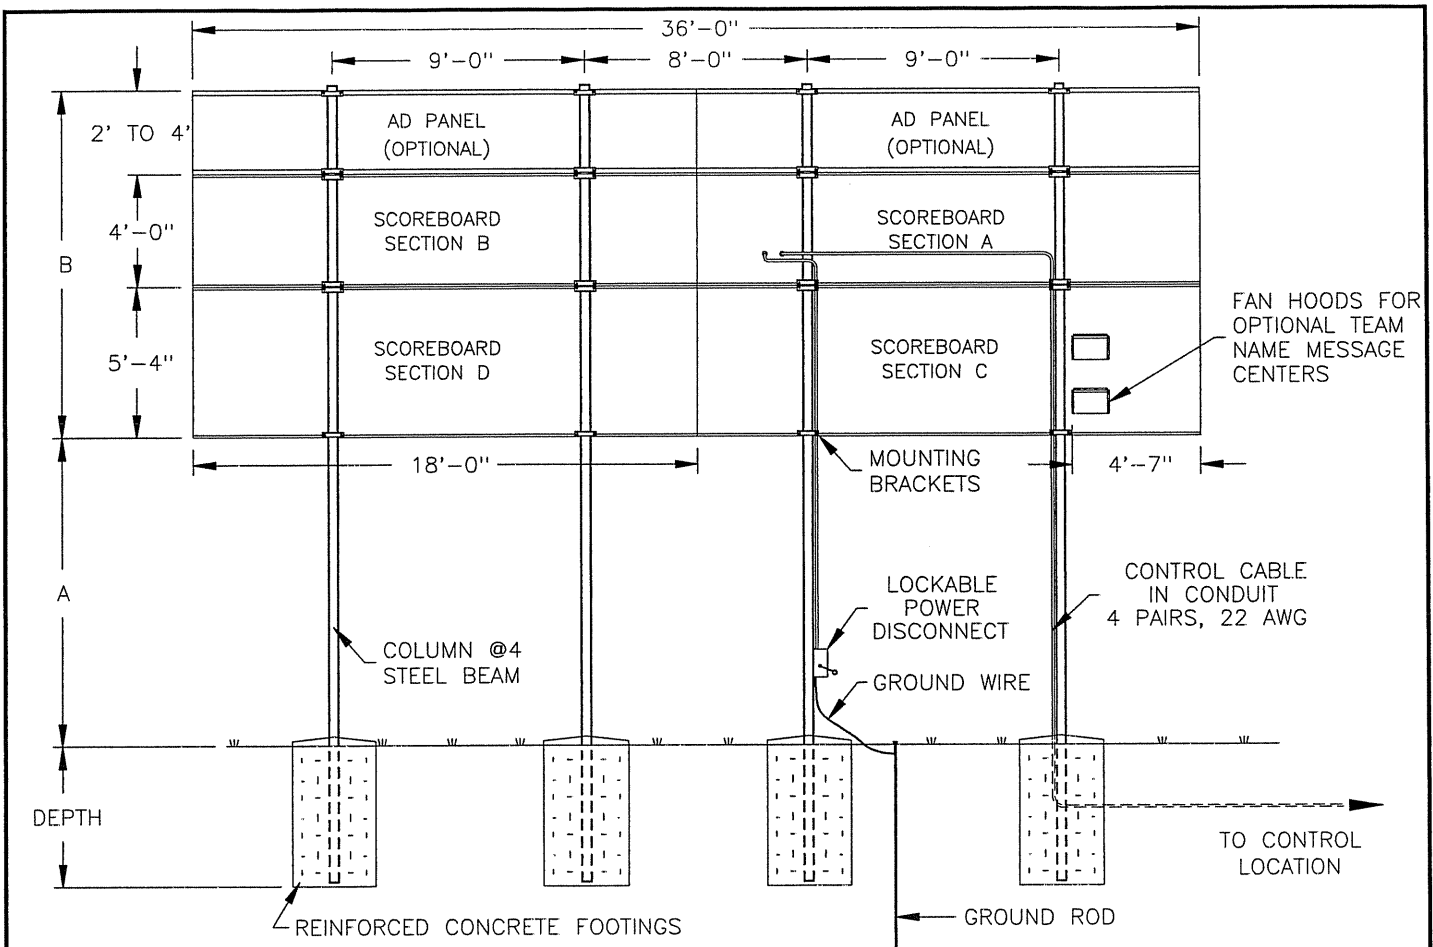 36'-0"
9'-0"
8'-0"
9'-0"
2' TO 4'
AD PANEL
(OPTIONAL)
AD PANEL
(OPTIONAL)
4'-0"
SCOREBOARD
SECTION B
SCOREBOARD
SECTION A
B
5'-4"
SCOREBOARD
SECTION D
SCOREBOARD
SECTION C
FAN HOODS FOR
OPTIONAL TEAM
NAME MESSAGE
CENTERS
18'-0"
MOUNTING
BRACKETS
4'-7"
A
COLUMN @4
STEEL BEAM
LOCKABLE
POWER
DISCONNECT
GROUND WIRE
CONTROL CABLE
IN CONDUIT
4 PAIRS, 22 AWG
DEPTH
TO CONTROL
LOCATION
REINFORCED CONCRETE FOOTINGS
GROUND ROD